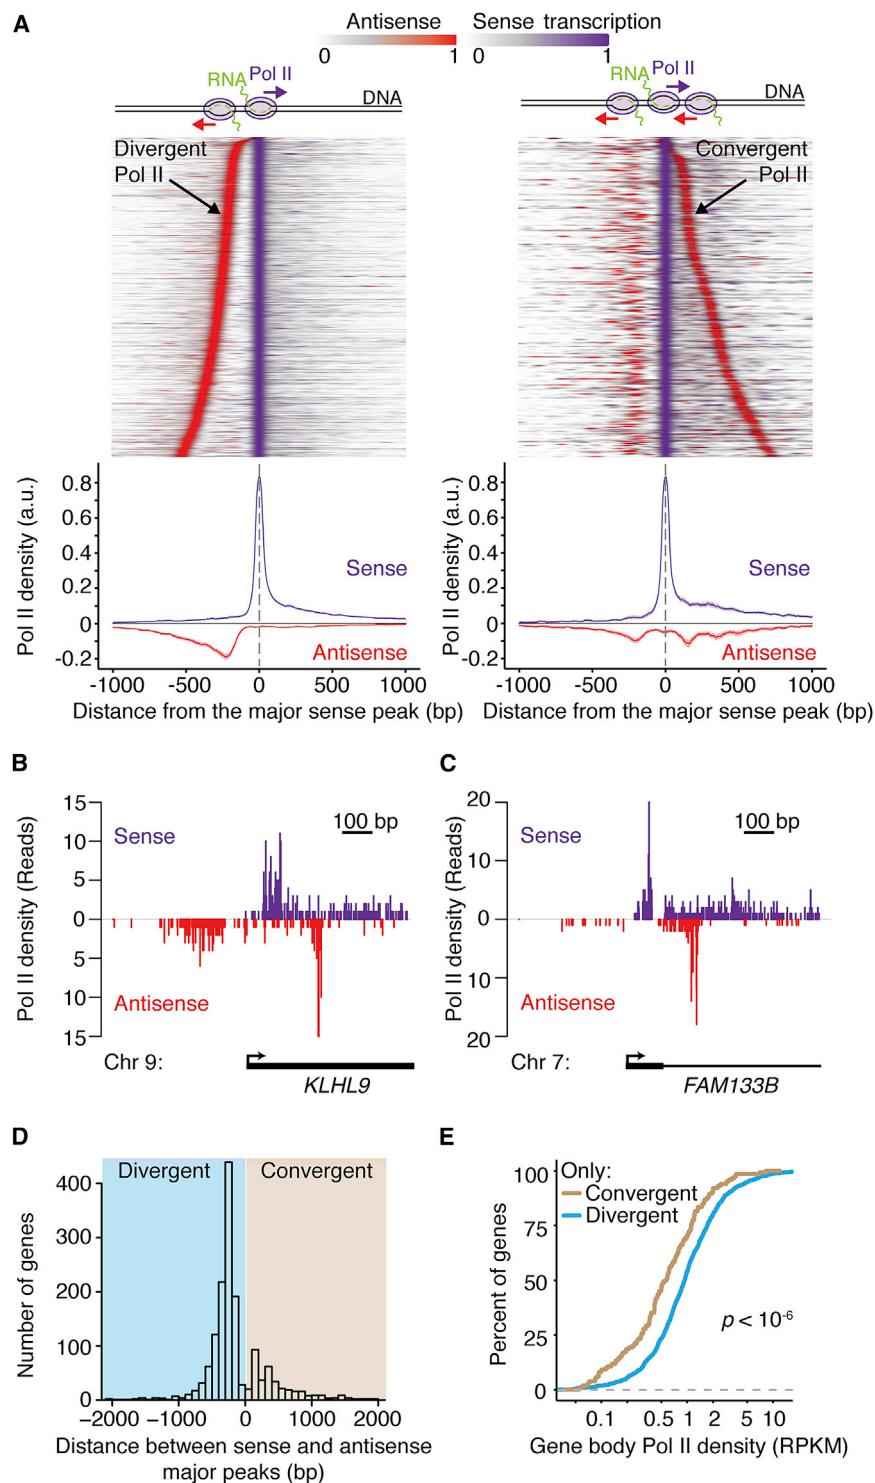 A
Antisense
Sense transcription
0
1
0
1
RNA
Pol II
DNA
RNA
Pol II
DNA
Divergent
Pol II
Convergent
Pol II
Pol II density (a.u.)
0.8
0.6
0.4
0.2
0
-0.2
Sense
Antisense
-1000
-500
0
500
1000
Distance from the major sense peak (bp)
Pol II density (a.u.)
0.8
0.6
0.4
0.2
0
-0.2
Sense
Antisense
-1000
-500
0
500
1000
Distance from the major sense peak (bp)
B
Pol II density (Reads)
15
10
5
0
5
10
15
Sense
100 bp
Antisense
Chr 9:
KLHL9
C
Pol II density (Reads)
20
10
0
10
20
Sense
100 bp
Antisense
Chr 7:
FAM133B
D
Number of genes
400
300
200
100
0
Divergent
Convergent
−2000
−1000
0
1000
2000
Distance between sense and antisense
major peaks (bp)
E
Percent of genes
100
75
50
25
0
Only:
Convergent
Divergent
p < 10⁻⁶
0.1
0.5
1
2
5
10
Gene body Pol II density (RPKM)